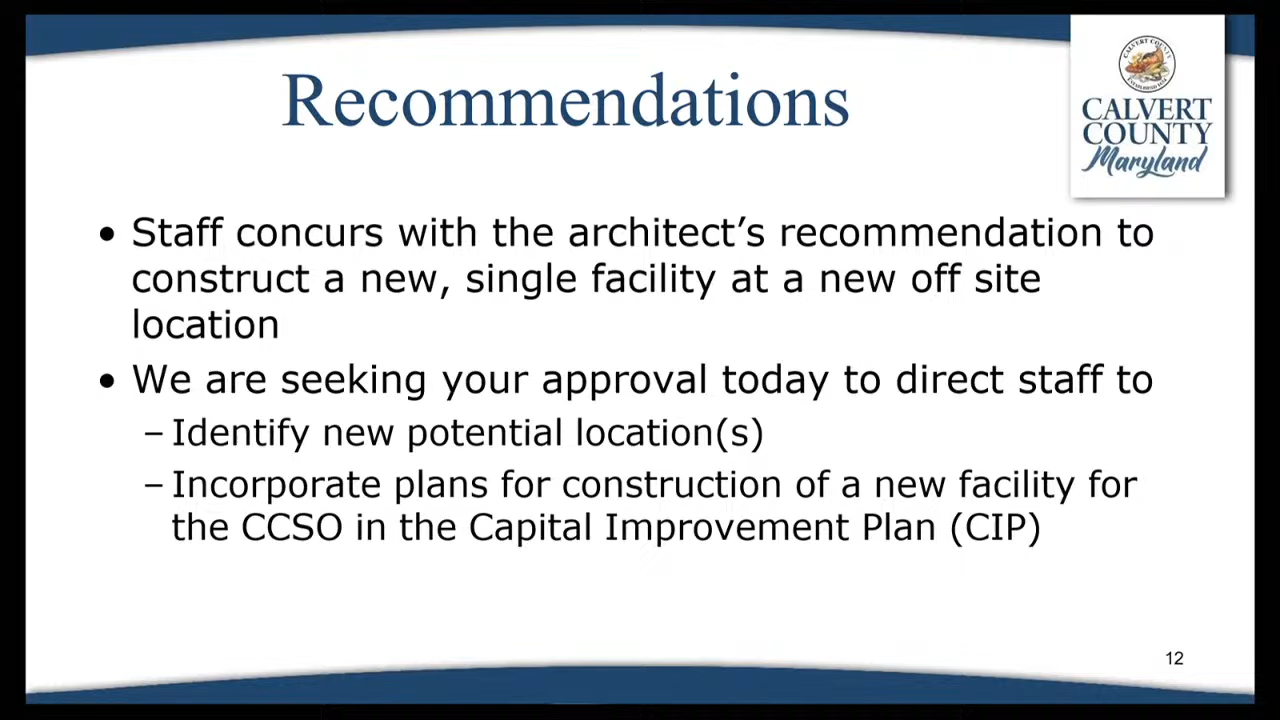 Recommendations
CALVERT COUNTY
CALVERT
COUNTY
Maryland
• Staff concurs with the architect’s recommendation to
construct a new, single facility at a new off site
location
• We are seeking your approval today to direct staff to
– Identify new potential location(s)
– Incorporate plans for construction of a new facility for
the CCSO in the Capital Improvement Plan (CIP)
12